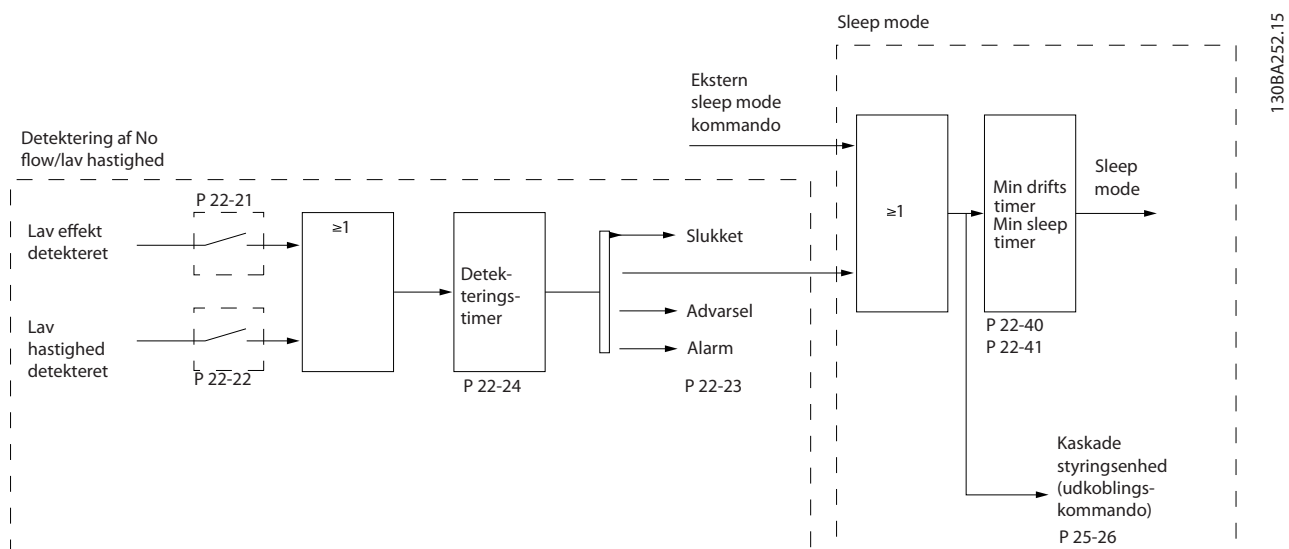 Sleep mode
130BA252.15
Ekstern
sleep mode
kommando
Detektering af No
flow/lav hastighed
P 22-21
Lav effekt
detekteret
≥1
Lav
hastighed
detekteret
P 22-22
Detek-
terings-
timer
P 22-24
Slukket
Advarsel
Alarm
P 22-23
≥1
Min drifts
timer
Min sleep
timer
P 22-40
P 22-41
Sleep
mode
Kaskade
styringsenhed
(udkoblings-
kommando)
P 25-26